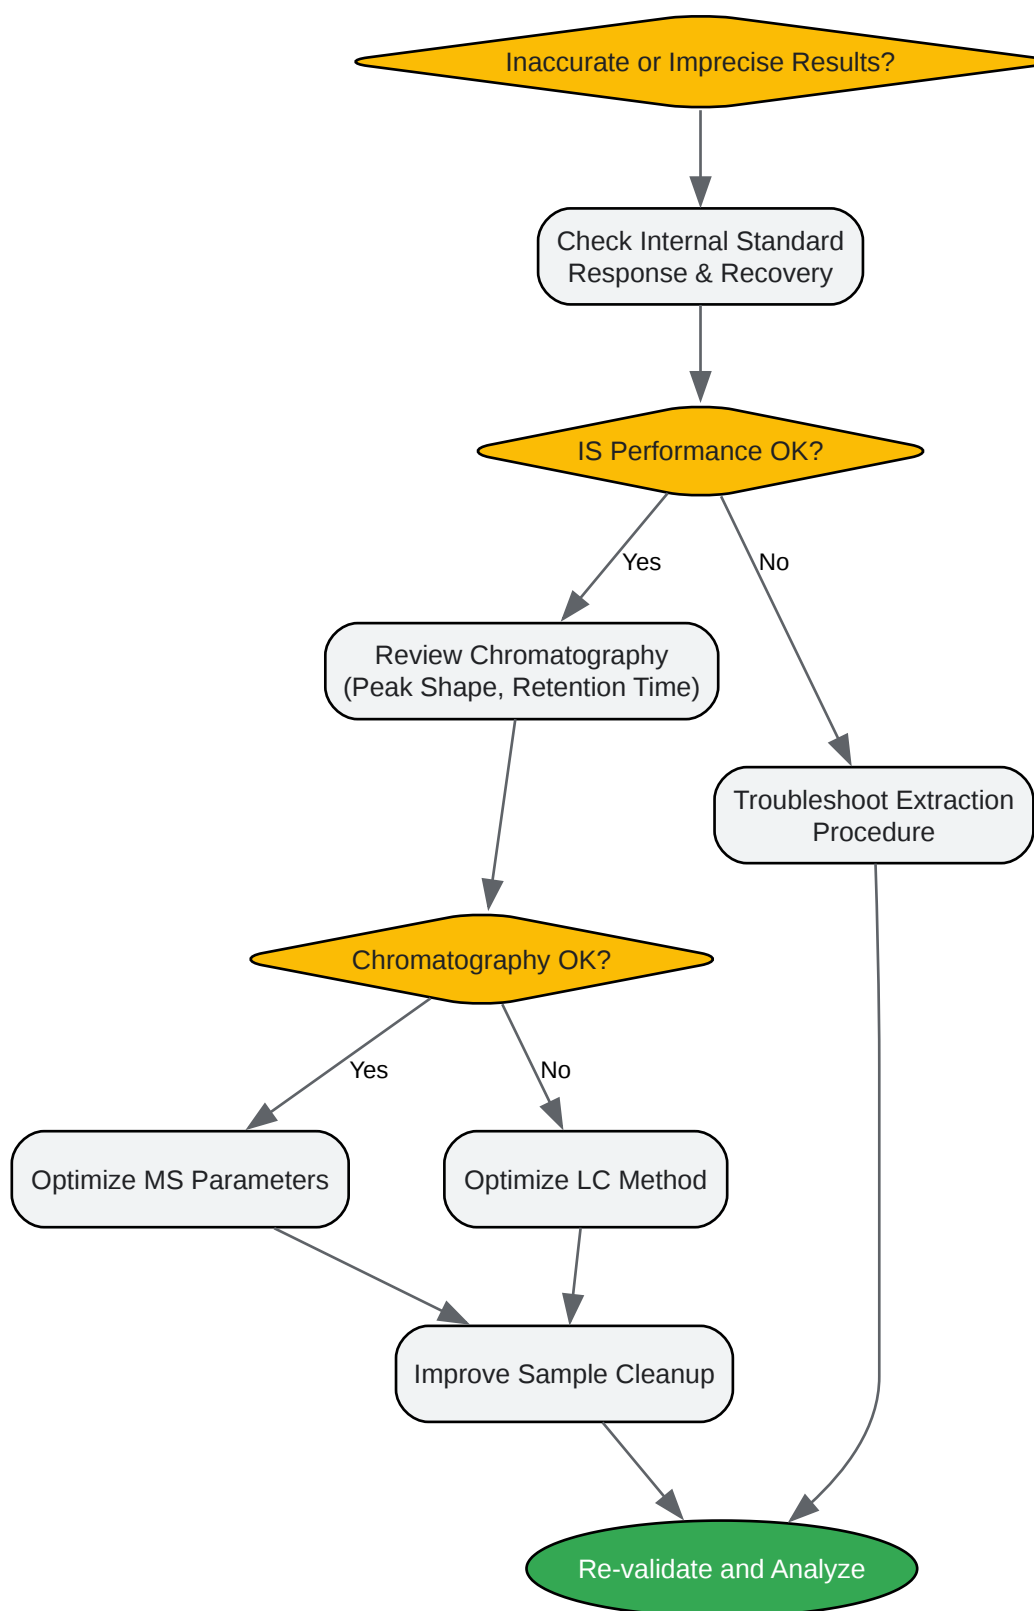 Inaccurate or Imprecise Results?
Check Internal Standard
Response & Recovery
IS Performance OK?
Yes
No
Review Chromatography
(Peak Shape, Retention Time)
Troubleshoot Extraction
Procedure
Chromatography OK?
Yes
No
Optimize MS Parameters
Optimize LC Method
Improve Sample Cleanup
Re-validate and Analyze